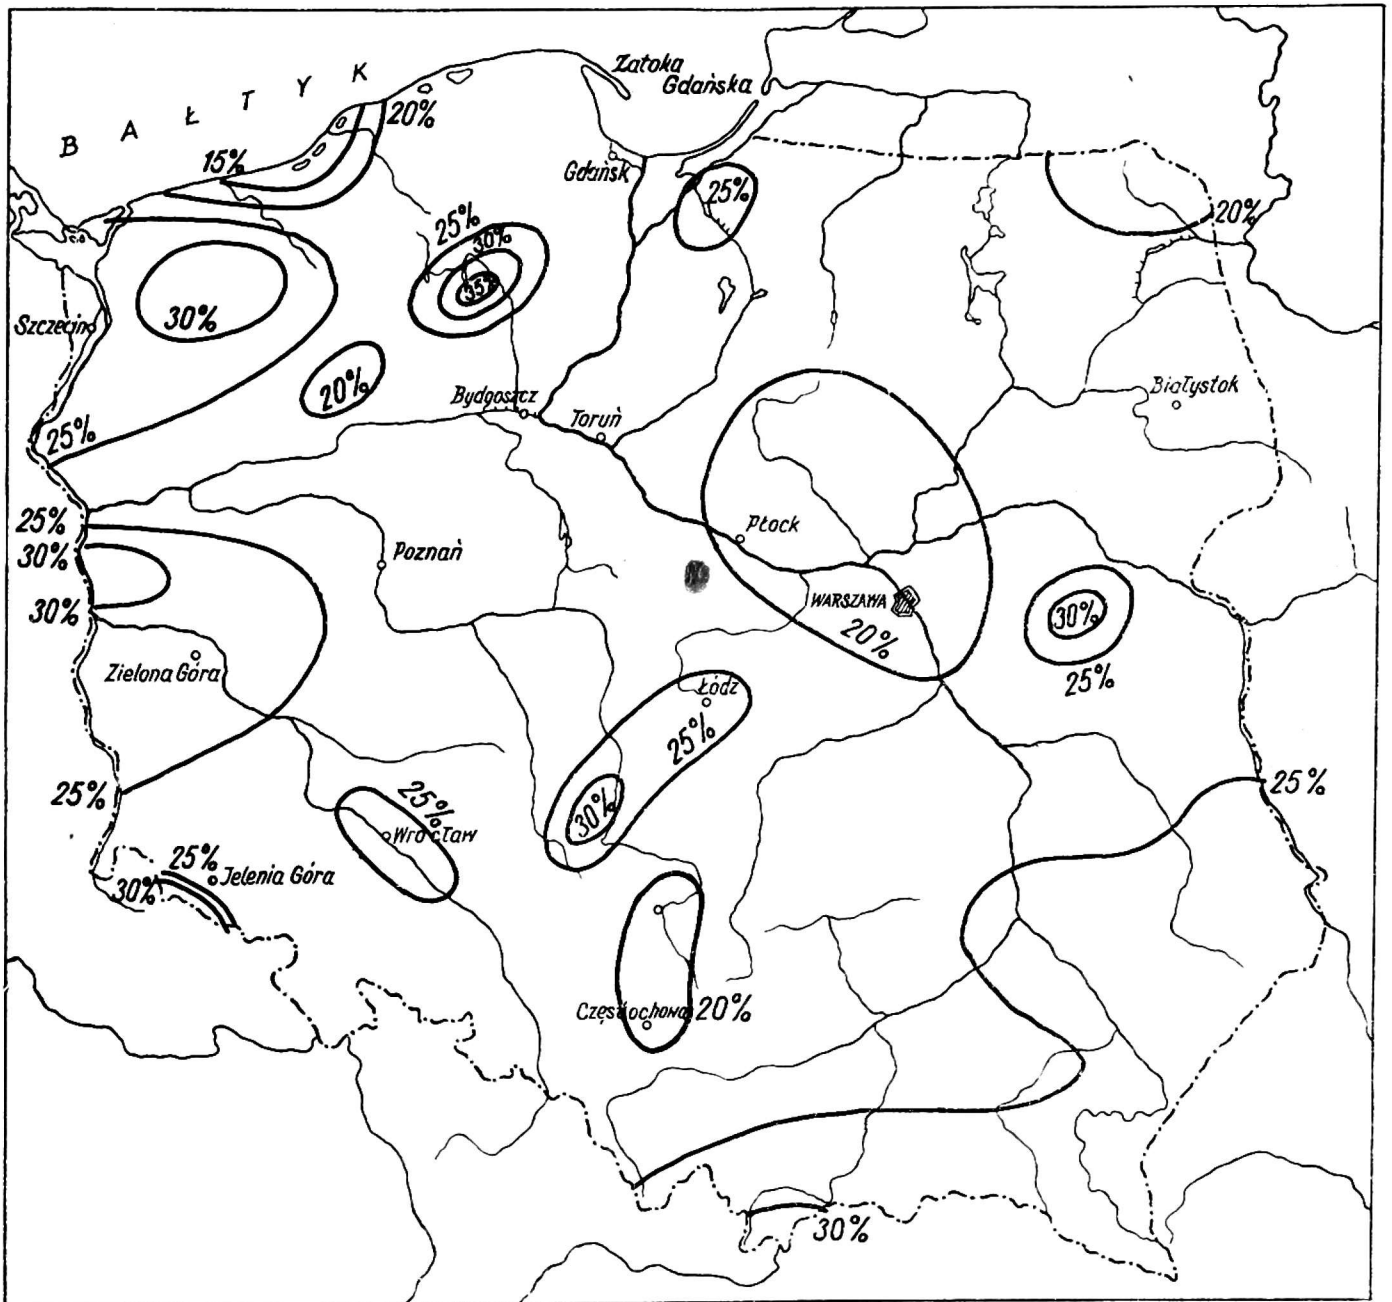 Zatoka
Gdańska
BAŁTYK
20%
15%
Gdańsk
25%
20%
25%
30%
35%
30%
Szczecin
20%
Bydgoszcz
Toruń
Białystok
25%
25%
30%
30%
Poznań
Płock
WARSZAWA
20%
30%
25%
Zielona Góra
Łódz
25%
25%
30%
25%
Wrocław
25%
25%
30%
Jelenia Góra
Częstochowa
20%
30%